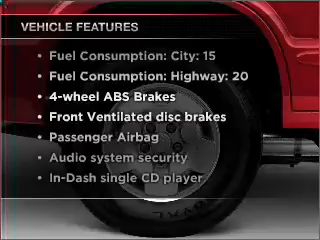 VEHICLE FEATURES
• Fuel Consumption: City: 15
• Fuel Consumption: Highway: 20
• 4-wheel ABS Brakes
• Front Ventilated disc brakes
• Passenger Airbag
• Audio system security
• In-Dash single CD player